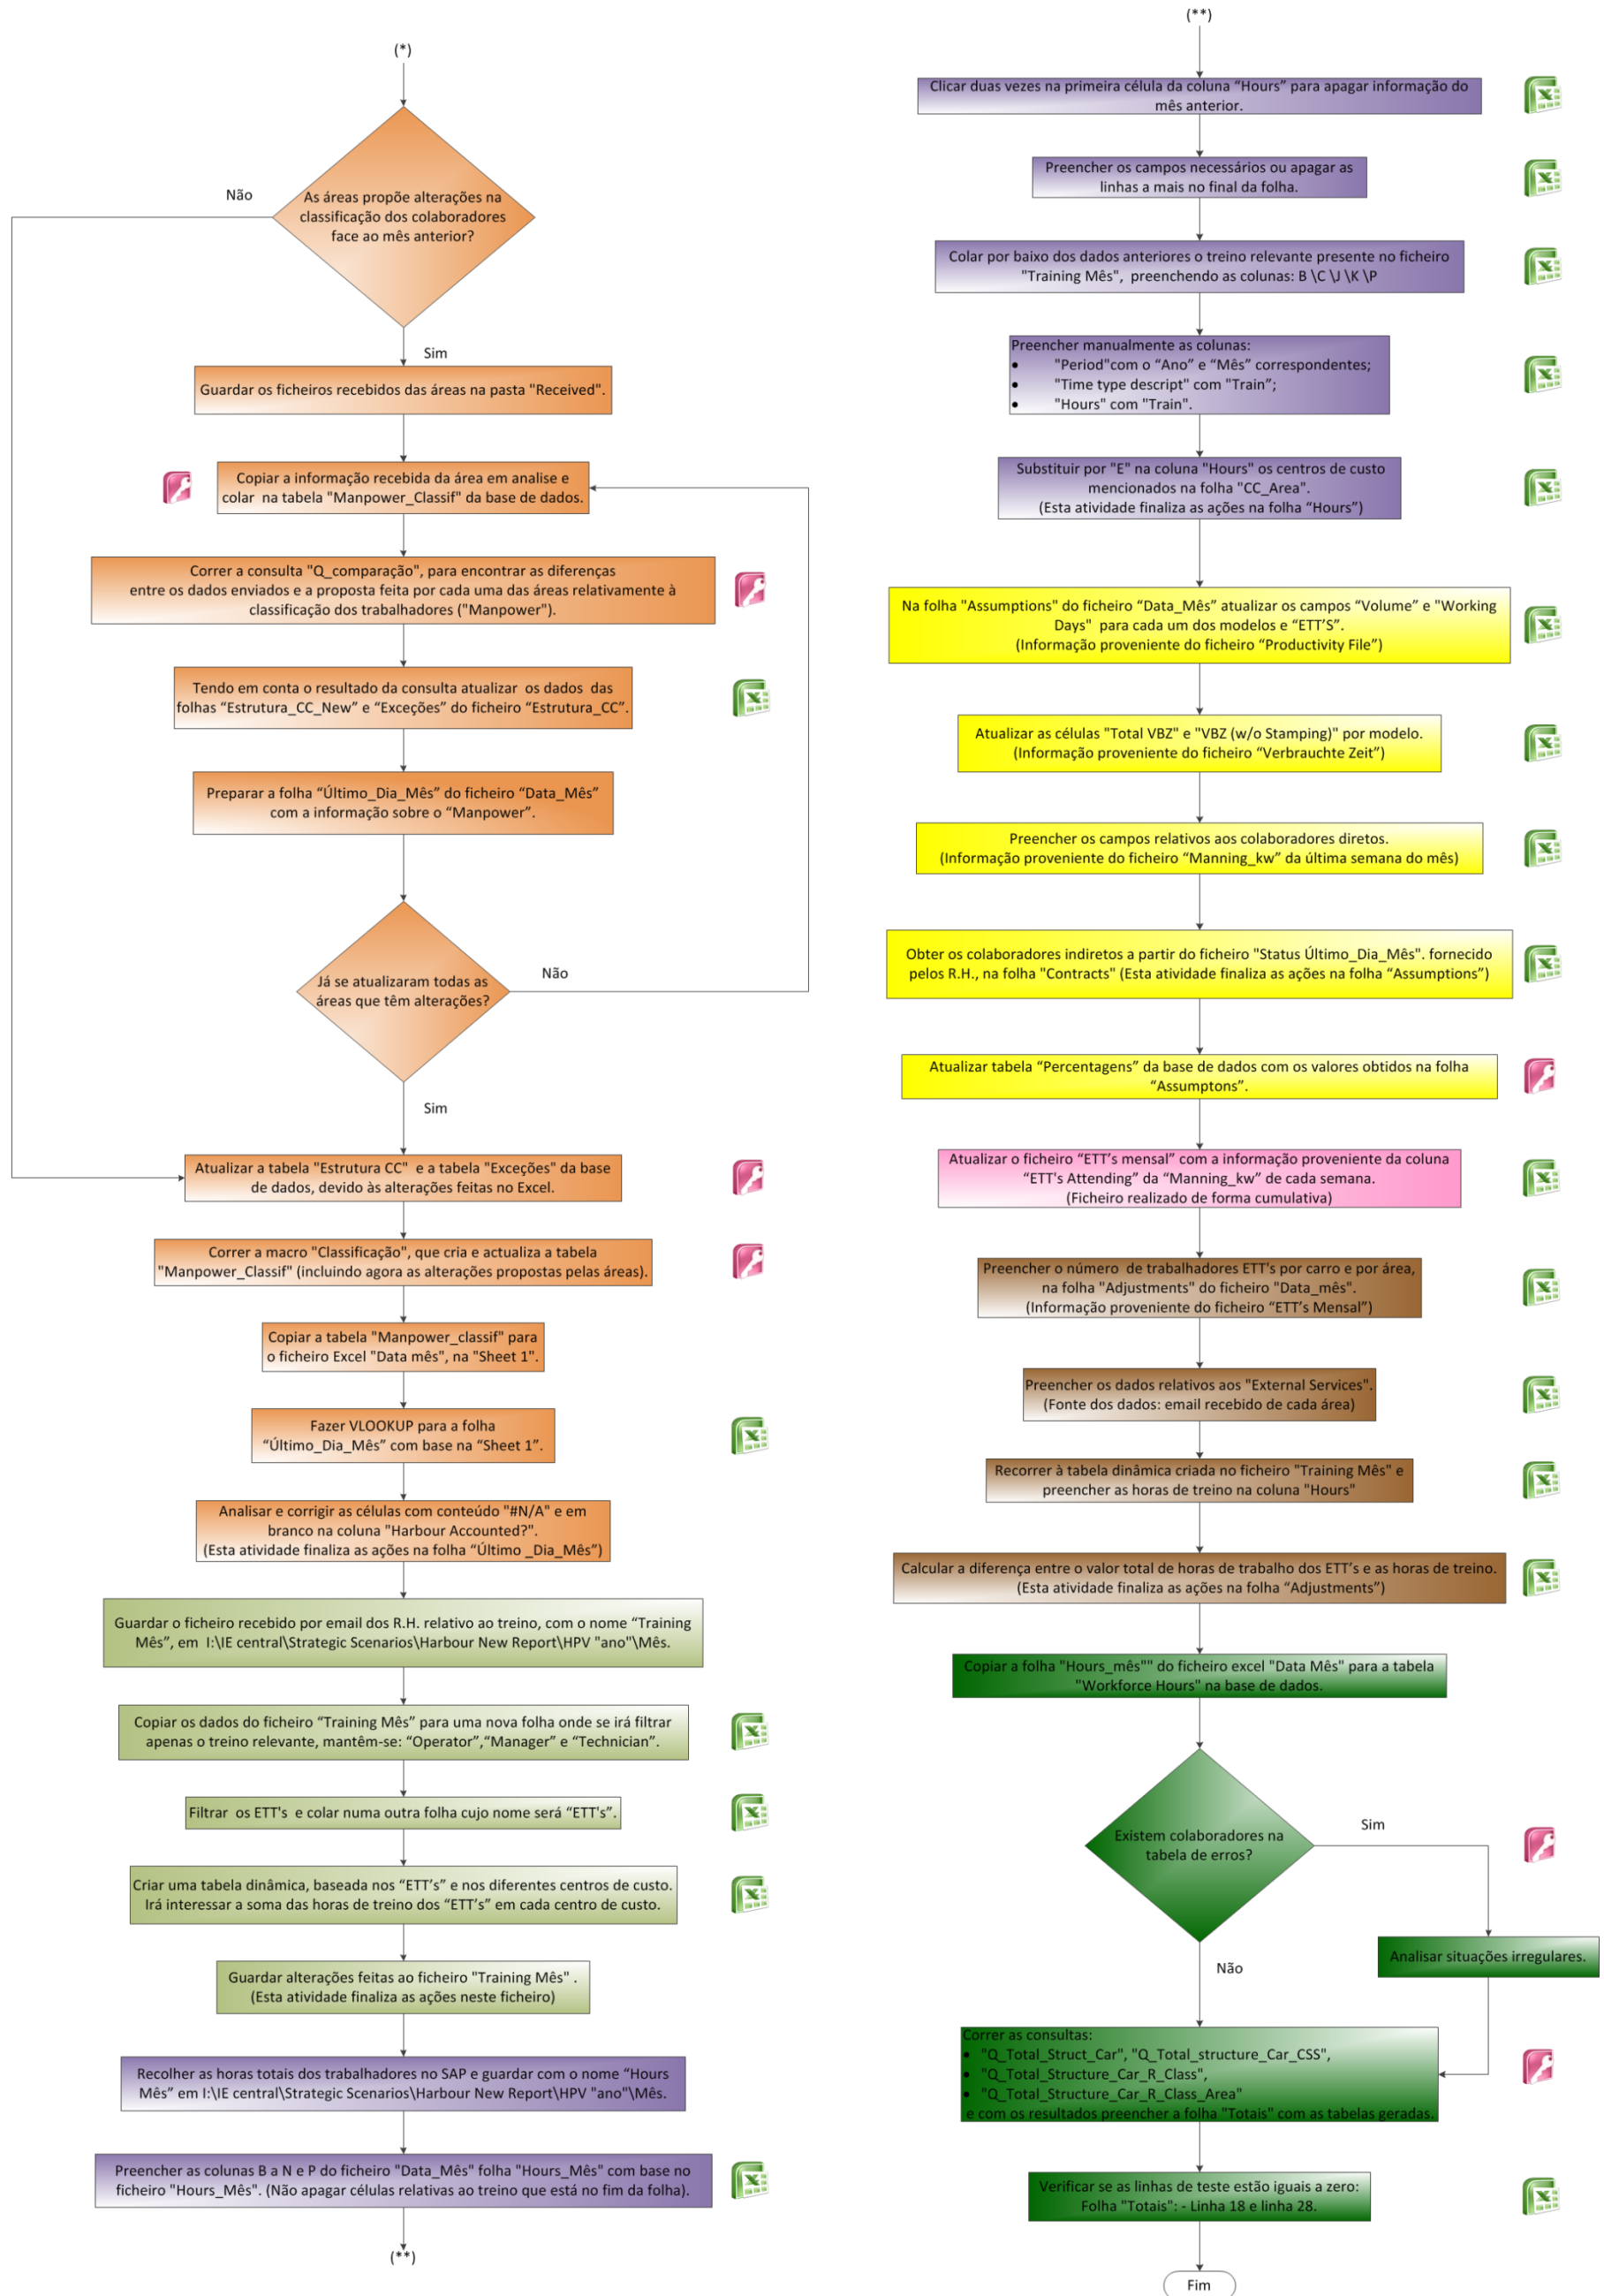 (*)
As áreas propõe alterações na
classificação dos colaboradores
face ao mês anterior?
Não
Sim
Guardar os ficheiros recebidos das áreas na pasta "Received".
Copiar a informação recebida da área em analise e
colar na tabela "Manpower_Classif" da base de dados.
Correr a consulta "Q_comparação", para encontrar as diferenças
entre os dados enviados e a proposta feita por cada uma das áreas relativamente à
classificação dos trabalhadores ("Manpower").
Tendo em conta o resultado da consulta atualizar os dados das
folhas “Estrutura_CC_New” e “Exceções” do ficheiro “Estrutura_CC”.
Preparar a folha “Último_Dia_Mês” do ficheiro “Data_Mês”
com a informação sobre o “Manpower”.
Já se atualizaram todas as
áreas que têm alterações?
Não
Sim
Atualizar a tabela "Estrutura CC" e a tabela "Exceções" da base
de dados, devido às alterações feitas no Excel.
Correr a macro "Classificação", que cria e actualiza a tabela
"Manpower_Classif" (incluindo agora as alterações propostas pelas áreas).
Copiar a tabela "Manpower_classif" para
o ficheiro Excel "Data mês", na "Sheet 1".
Fazer VLOOKUP para a folha
“Último_Dia_Mês” com base na “Sheet 1”.
Analisar e corrigir as células com conteúdo "#N/A" e em
branco na coluna "Harbour Accounted?".
(Esta atividade finaliza as ações na folha “Último _Dia_Mês”)
Guardar o ficheiro recebido por email dos R.H. relativo ao treino, com o nome “Training
Mês”, em I:\IE central\Strategic Scenarios\Harbour New Report\HPV "ano"\Mês.
Copiar os dados do ficheiro “Training Mês” para uma nova folha onde se irá filtrar
apenas o treino relevante, mantêm-se: “Operator”,“Manager” e “Technician”.
Filtrar os ETT's e colar numa outra folha cujo nome será “ETT's”.
Criar uma tabela dinâmica, baseada nos “ETT’s” e nos diferentes centros de custo.
Irá interessar a soma das horas de treino dos “ETT’s” em cada centro de custo.
Guardar alterações feitas ao ficheiro "Training Mês" .
(Esta atividade finaliza as ações neste ficheiro)
Recolher as horas totais dos trabalhadores no SAP e guardar com o nome “Hours
Mês” em I:\IE central\Strategic Scenarios\Harbour New Report\HPV "ano"\Mês.
Preencher as colunas B a N e P do ficheiro "Data_Mês" folha "Hours_Mês" com base no
ficheiro "Hours_Mês". (Não apagar células relativas ao treino que está no fim da folha).
(**)
(**)
Clicar duas vezes na primeira célula da coluna “Hours” para apagar informação do
mês anterior.
Preencher os campos necessários ou apagar as
linhas a mais no final da folha.
Colar por baixo dos dados anteriores o treino relevante presente no ficheiro
"Training Mês", preenchendo as colunas: B \C \J \K \P
Preencher manualmente as colunas:
• "Period"com o “Ano” e “Mês” correspondentes;
• "Time type descript" com "Train”;
• "Hours" com "Train".
Substituir por "E" na coluna "Hours" os centros de custo
mencionados na folha "CC_Area".
(Esta atividade finaliza as ações na folha “Hours”)
Na folha "Assumptions" do ficheiro “Data_Mês” atualizar os campos “Volume” e "Working
Days" para cada um dos modelos e “ETT’S”.
(Informação proveniente do ficheiro “Productivity File”)
Atualizar as células "Total VBZ" e "VBZ (w/o Stamping)" por modelo.
(Informação proveniente do ficheiro “Verbrauchte Zeit”)
Preencher os campos relativos aos colaboradores diretos.
(Informação proveniente do ficheiro “Manning_kw” da última semana do mês)
Obter os colaboradores indiretos a partir do ficheiro "Status Último_Dia_Mês". fornecido
pelos R.H., na folha "Contracts" (Esta atividade finaliza as ações na folha “Assumptions”)
Atualizar tabela “Percentagens” da base de dados com os valores obtidos na folha
“Assumptons”.
Atualizar o ficheiro “ETT’s mensal” com a informação proveniente da coluna
“ETT's Attending” da “Manning_kw” de cada semana.
(Ficheiro realizado de forma cumulativa)
Preencher o número de trabalhadores ETT's por carro e por área,
na folha "Adjustments" do ficheiro "Data_mês".
(Informação proveniente do ficheiro “ETT’s Mensal”)
Preencher os dados relativos aos "External Services".
(Fonte dos dados: email recebido de cada área)
Recorrer à tabela dinâmica criada no ficheiro "Training Mês" e
preencher as horas de treino na coluna "Hours"
Calcular a diferença entre o valor total de horas de trabalho dos ETT’s e as horas de treino.
(Esta atividade finaliza as ações na folha “Adjustments”)
Copiar a folha "Hours_mês"" do ficheiro excel "Data Mês" para a tabela
"Workforce Hours" na base de dados.
Existem colaboradores na
tabela de erros?
Sim
Analisar situações irregulares.
Não
Correr as consultas:
• "Q_Total_Struct_Car", "Q_Total_structure_Car_CSS",
• "Q_Total_Structure_Car_R_Class",
• "Q_Total_Structure_Car_R_Class_Area"
e com os resultados preencher a folha "Totais" com as tabelas geradas.
Verificar se as linhas de teste estão iguais a zero:
Folha "Totais": - Linha 18 e linha 28.
Fim